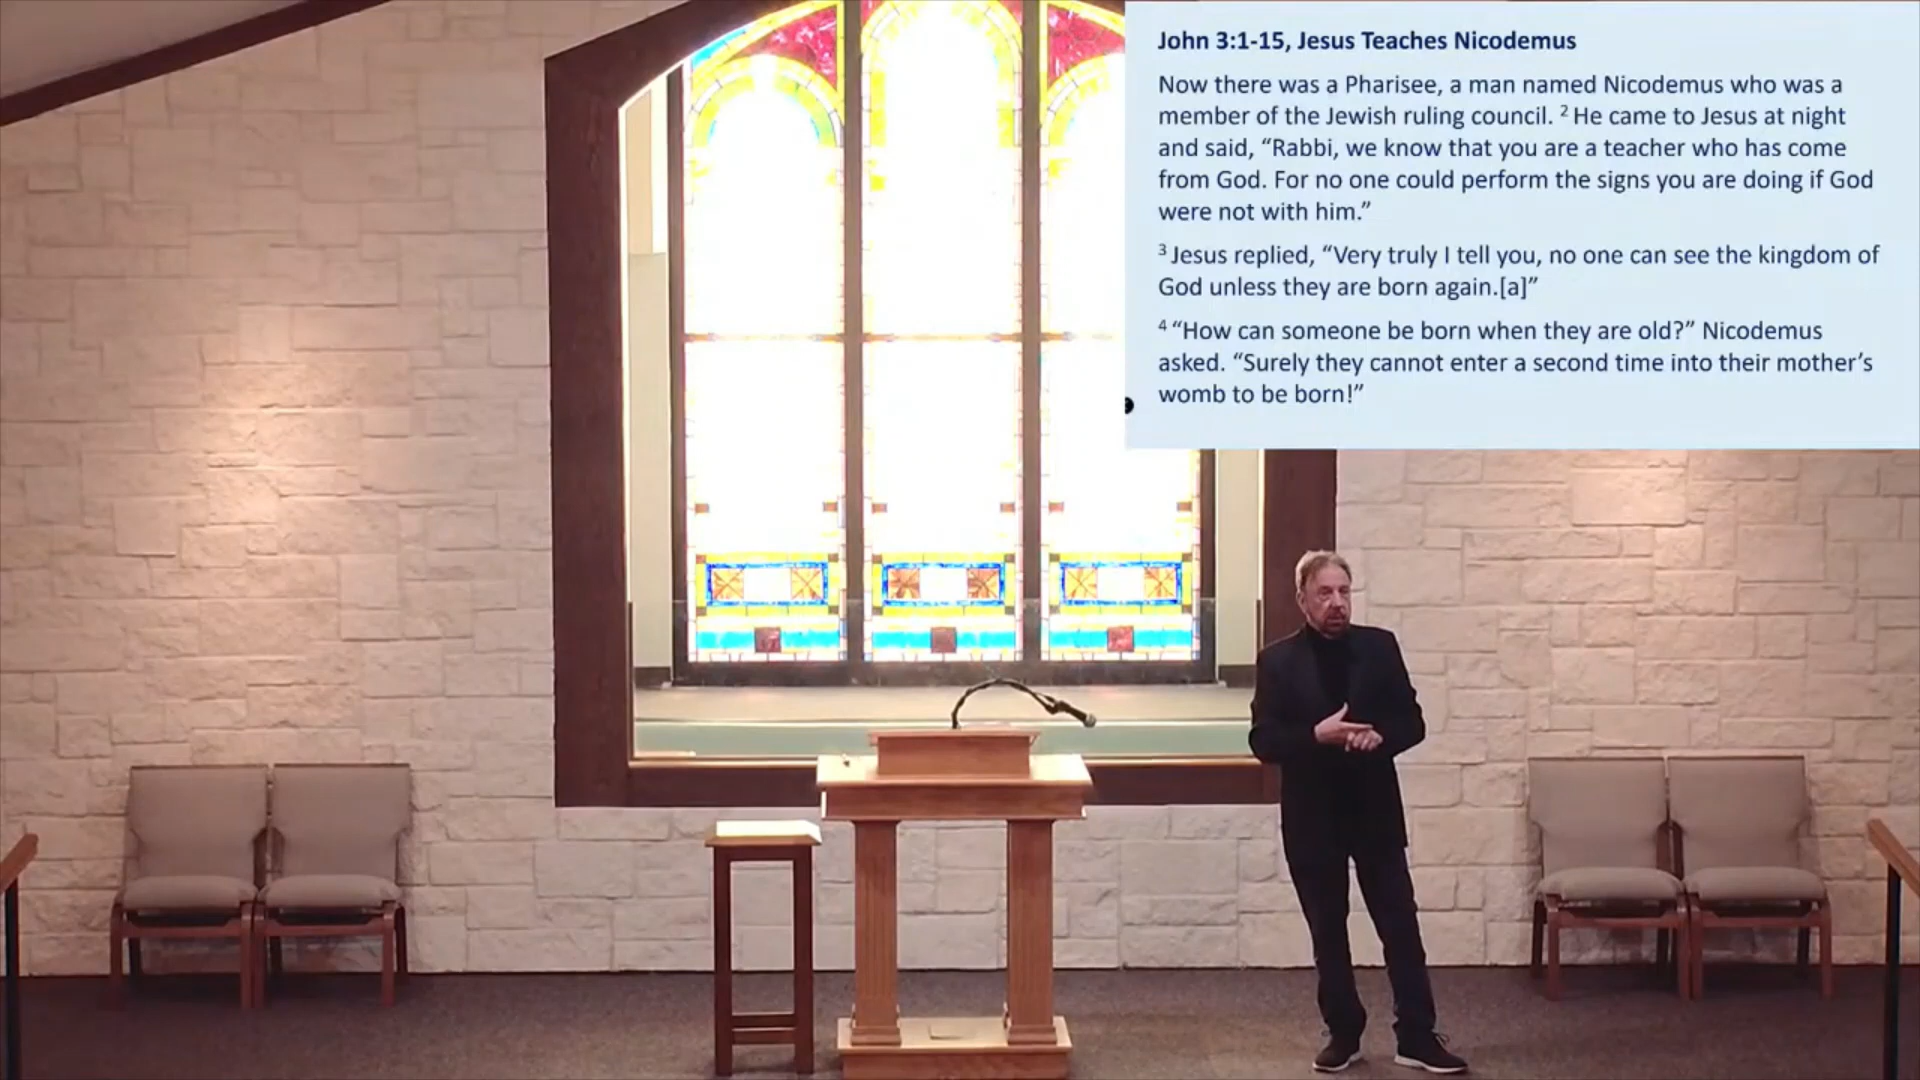 John 3:1-15, Jesus Teaches Nicodemus
Now there was a Pharisee, a man named Nicodemus who was a
member of the Jewish ruling council. ² He came to Jesus at night
and said, “Rabbi, we know that you are a teacher who has come
from God. For no one could perform the signs you are doing if God
were not with him.”
³ Jesus replied, “Very truly I tell you, no one can see the kingdom of
God unless they are born again.[a]”
⁴ “How can someone be born when they are old?” Nicodemus
asked. “Surely they cannot enter a second time into their mother’s
womb to be born!”